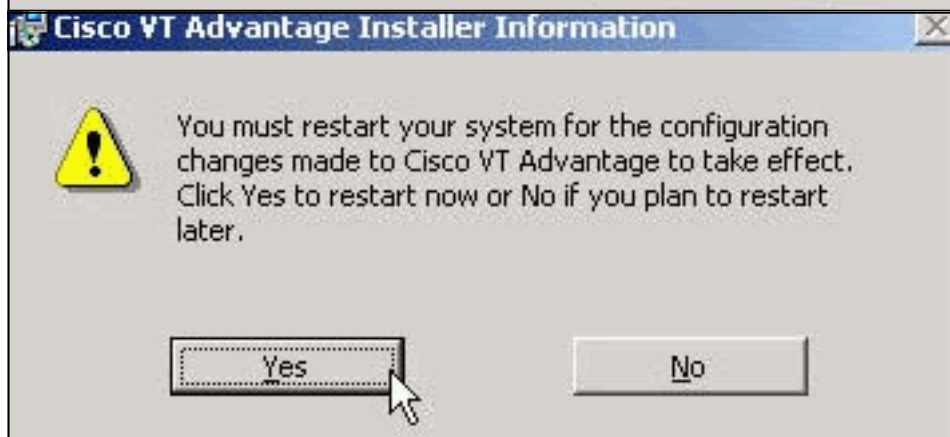 Cisco VT Advantage Installer Information
You must restart your system for the configuration
changes made to Cisco VT Advantage to take effect.
Click Yes to restart now or No if you plan to restart
later.
Yes
No